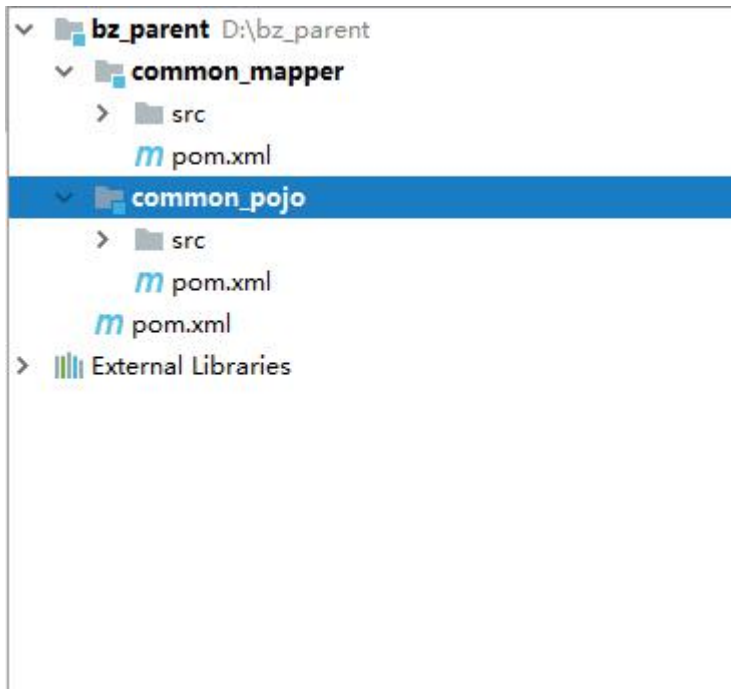 bz_parent D:\bz_parent
common_mapper
src
pom.xml
common_pojo
src
pom.xml
pom.xml
External Libraries